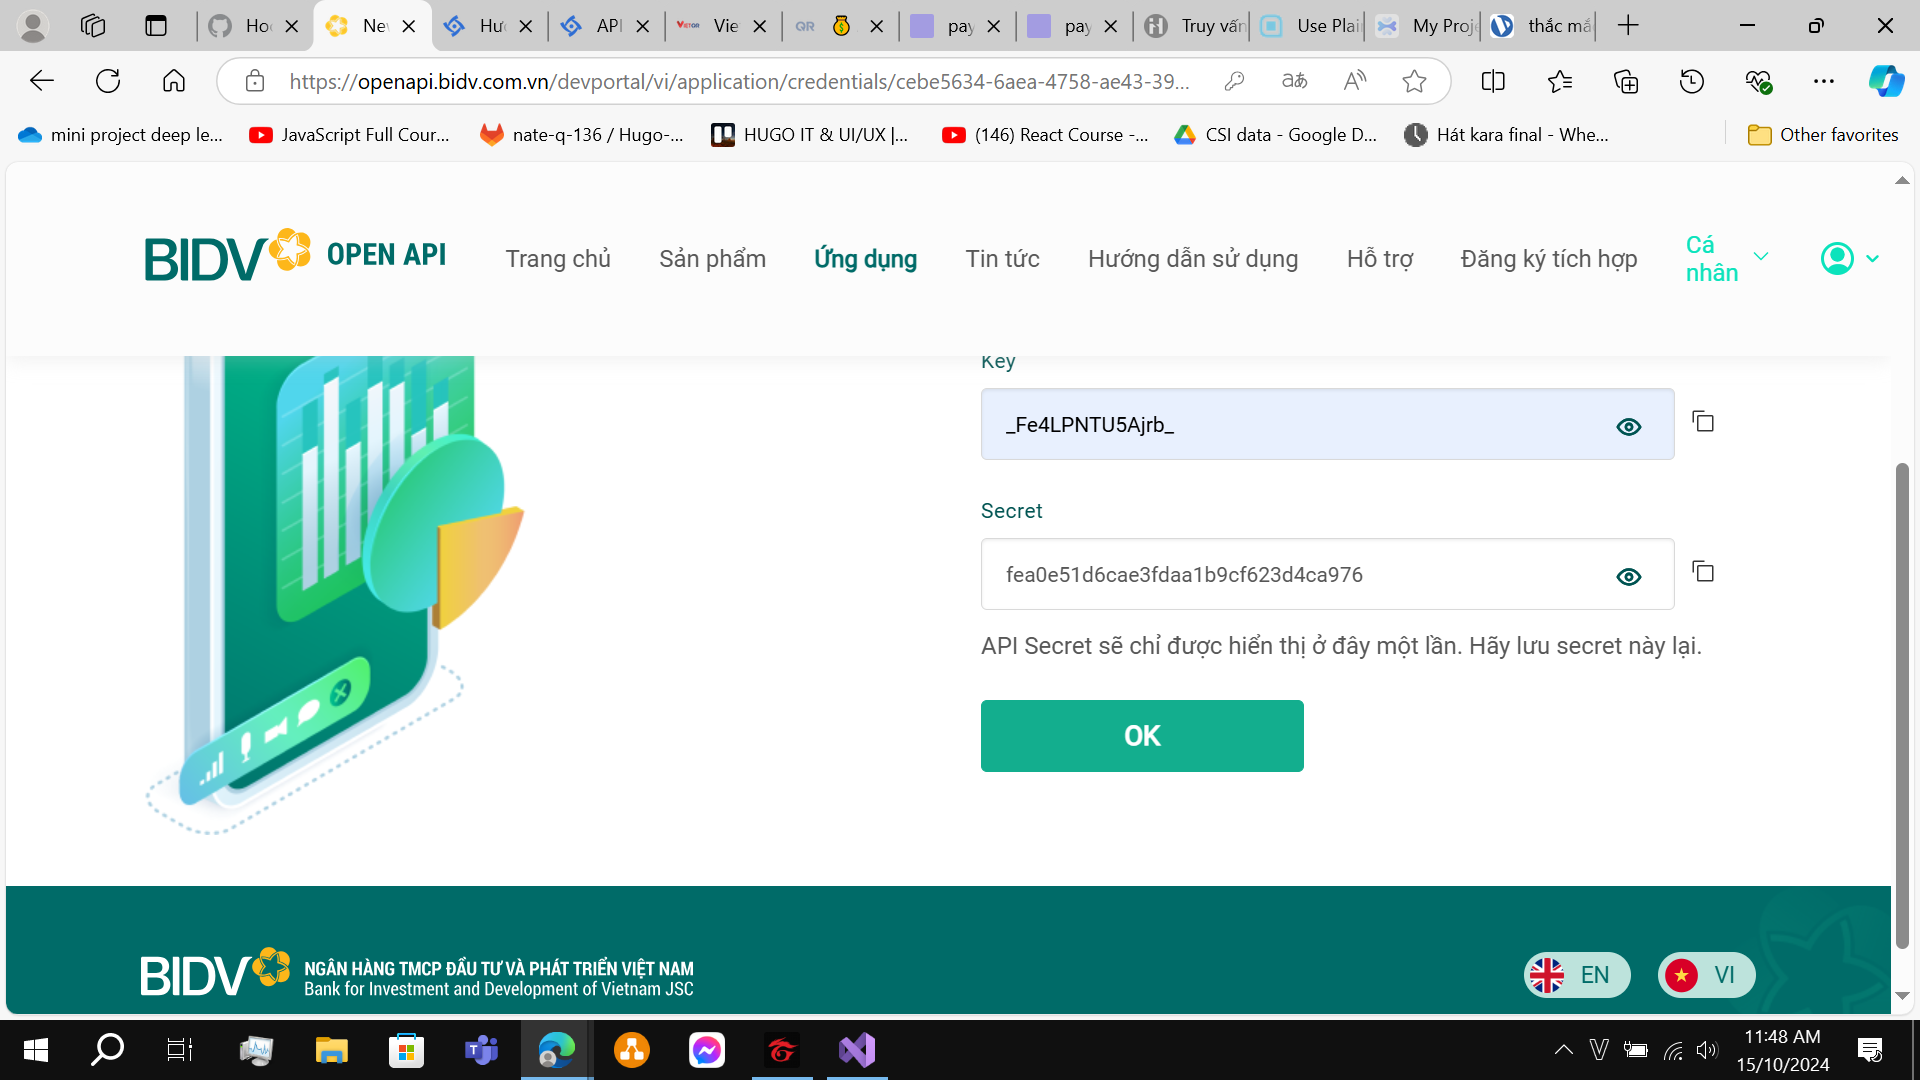 Hoc
Nev
Hưc
API
VIETQR Viet
QR 💰
pay
pay
Truy vấn
Use Plai
My Proje
thắc mắ
https://openapi.bidv.com.vn/devportal/vi/application/credentials/cebe5634-6aea-4758-ae43-39...
mini project deep le...
JavaScript Full Cour...
nate-q-136 / Hugo-...
HUGO IT & UI/UX |...
(146) React Course -...
CSI data - Google D...
Hát kara final - Whe...
Other favorites
BIDV OPEN API
Trang chủ
Sản phẩm
Ứng dụng
Tin tức
Hướng dẫn sử dụng
Hỗ trợ
Đăng ký tích hợp
Cá
nhân
Key
_Fe4LPNTU5Ajrb_
Secret
fea0e51d6cae3fdaa1b9cf623d4ca976
API Secret sẽ chỉ được hiển thị ở đây một lần. Hãy lưu secret này lại.
OK
BIDV NGÂN HÀNG TMCP ĐẦU TƯ VÀ PHÁT TRIỂN VIỆT NAM
Bank for Investment and Development of Vietnam JSC
EN
VI
V
11:48 AM
15/10/2024